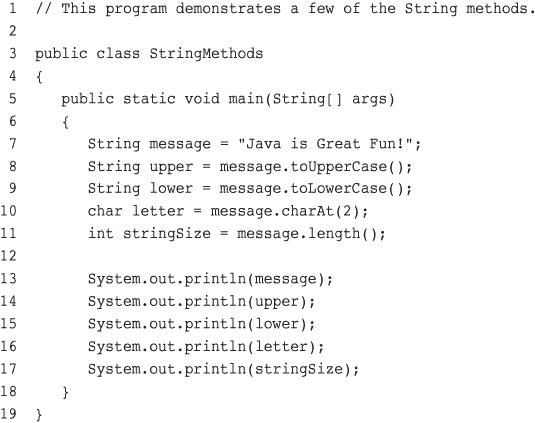 1 // This program demonstrates a few of the String methods.
2
3 public class StringMethods
4 {
5    public static void main(String[] args)
6    {
7       String message = "Java is Great Fun!";
8       String upper = message.toUpperCase();
9       String lower = message.toLowerCase();
10       char letter = message.charAt(2);
11       int stringSize = message.length();
12
13       System.out.println(message);
14       System.out.println(upper);
15       System.out.println(lower);
16       System.out.println(letter);
17       System.out.println(stringSize);
18    }
19 }